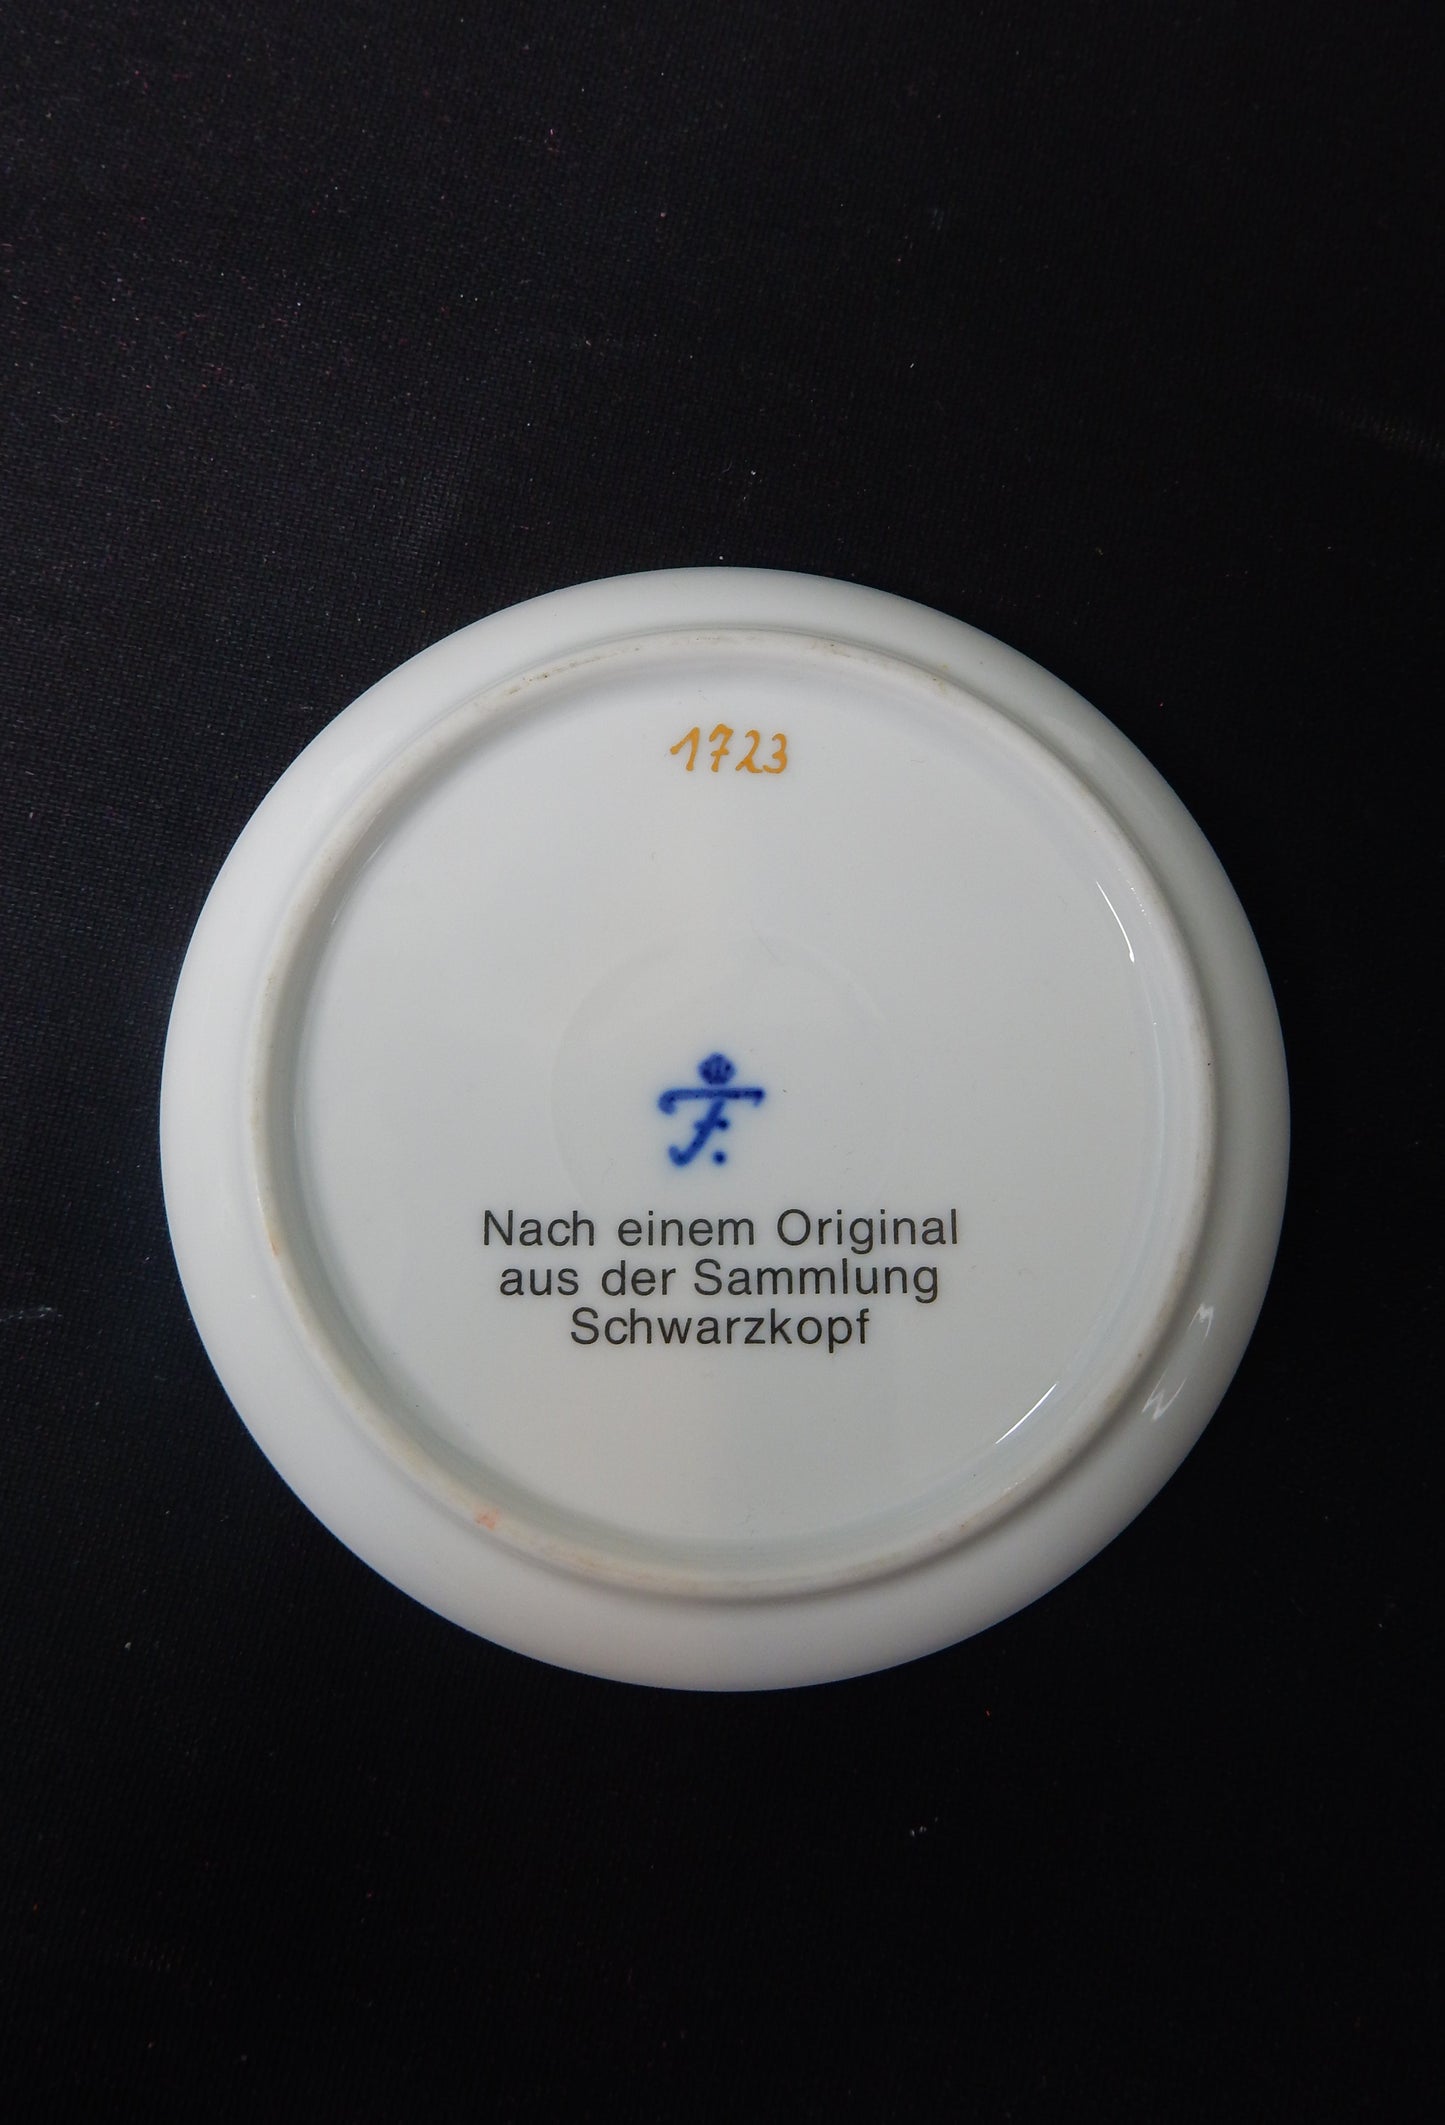 1723
F.
Nach einem Original
aus der Sammlung
Schwarzkopf